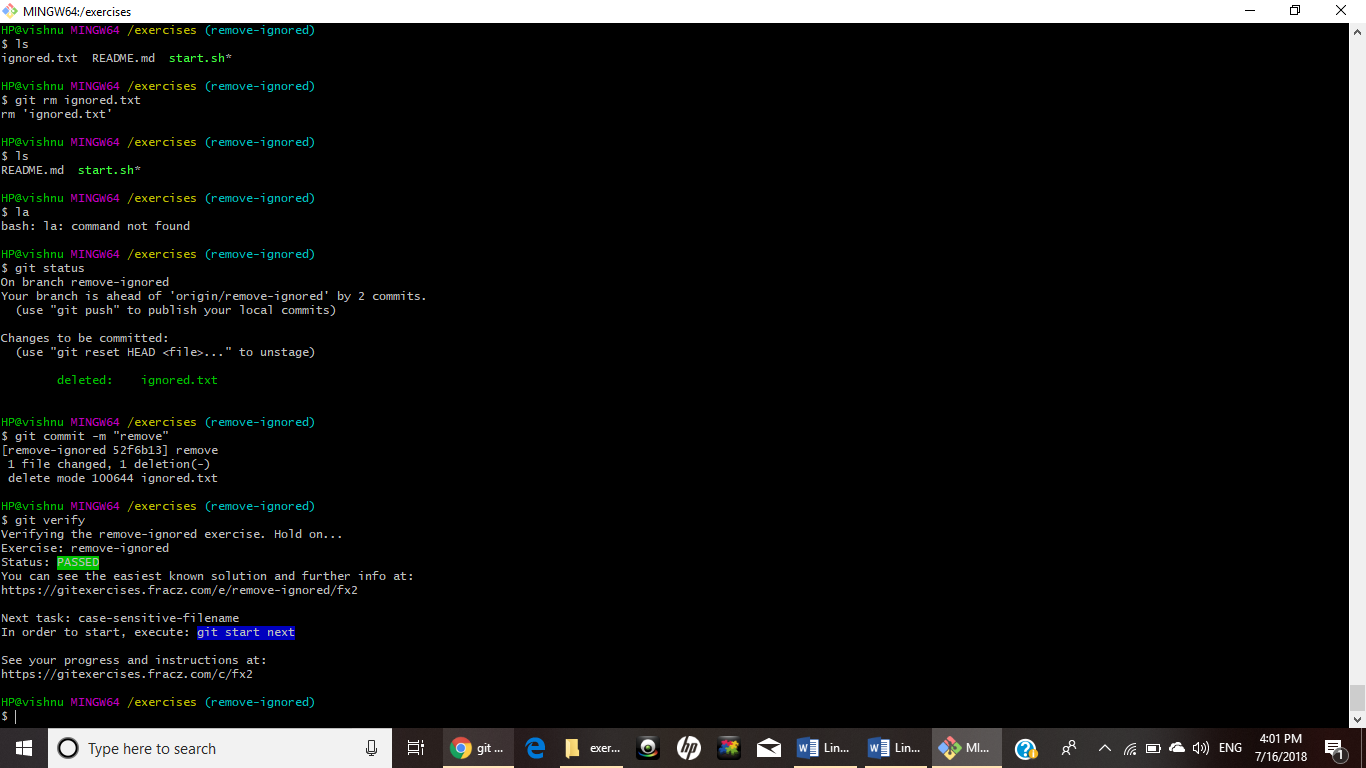 MINGW64:/exercises
HP@vishnu MINGW64 /exercises (remove-ignored)
$ ls
ignored.txt  README.md  start.sh*
HP@vishnu MINGW64 /exercises (remove-ignored)
$ git rm ignored.txt
rm 'ignored.txt'
HP@vishnu MINGW64 /exercises (remove-ignored)
$ ls
README.md  start.sh*
HP@vishnu MINGW64 /exercises (remove-ignored)
$ la
bash: la: command not found
HP@vishnu MINGW64 /exercises (remove-ignored)
$ git status
On branch remove-ignored
Your branch is ahead of 'origin/remove-ignored' by 2 commits.
  (use "git push" to publish your local commits)
Changes to be committed:
  (use "git reset HEAD <file>..." to unstage)
        deleted:    ignored.txt
HP@vishnu MINGW64 /exercises (remove-ignored)
$ git commit -m "remove"
[remove-ignored 52f6b13] remove
 1 file changed, 1 deletion(-)
 delete mode 100644 ignored.txt
HP@vishnu MINGW64 /exercises (remove-ignored)
$ git verify
Verifying the remove-ignored exercise. Hold on...
Exercise: remove-ignored
Status: PASSED
You can see the easiest known solution and further info at:
https://gitexercises.fracz.com/e/remove-ignored/fx2
Next task: case-sensitive-filename
In order to start, execute: git start next
See your progress and instructions at:
https://gitexercises.fracz.com/c/fx2
HP@vishnu MINGW64 /exercises (remove-ignored)
$
Type here to search
git ...
exer...
Lin...
Lin...
MI...
ENG
4:01 PM
7/16/2018
1